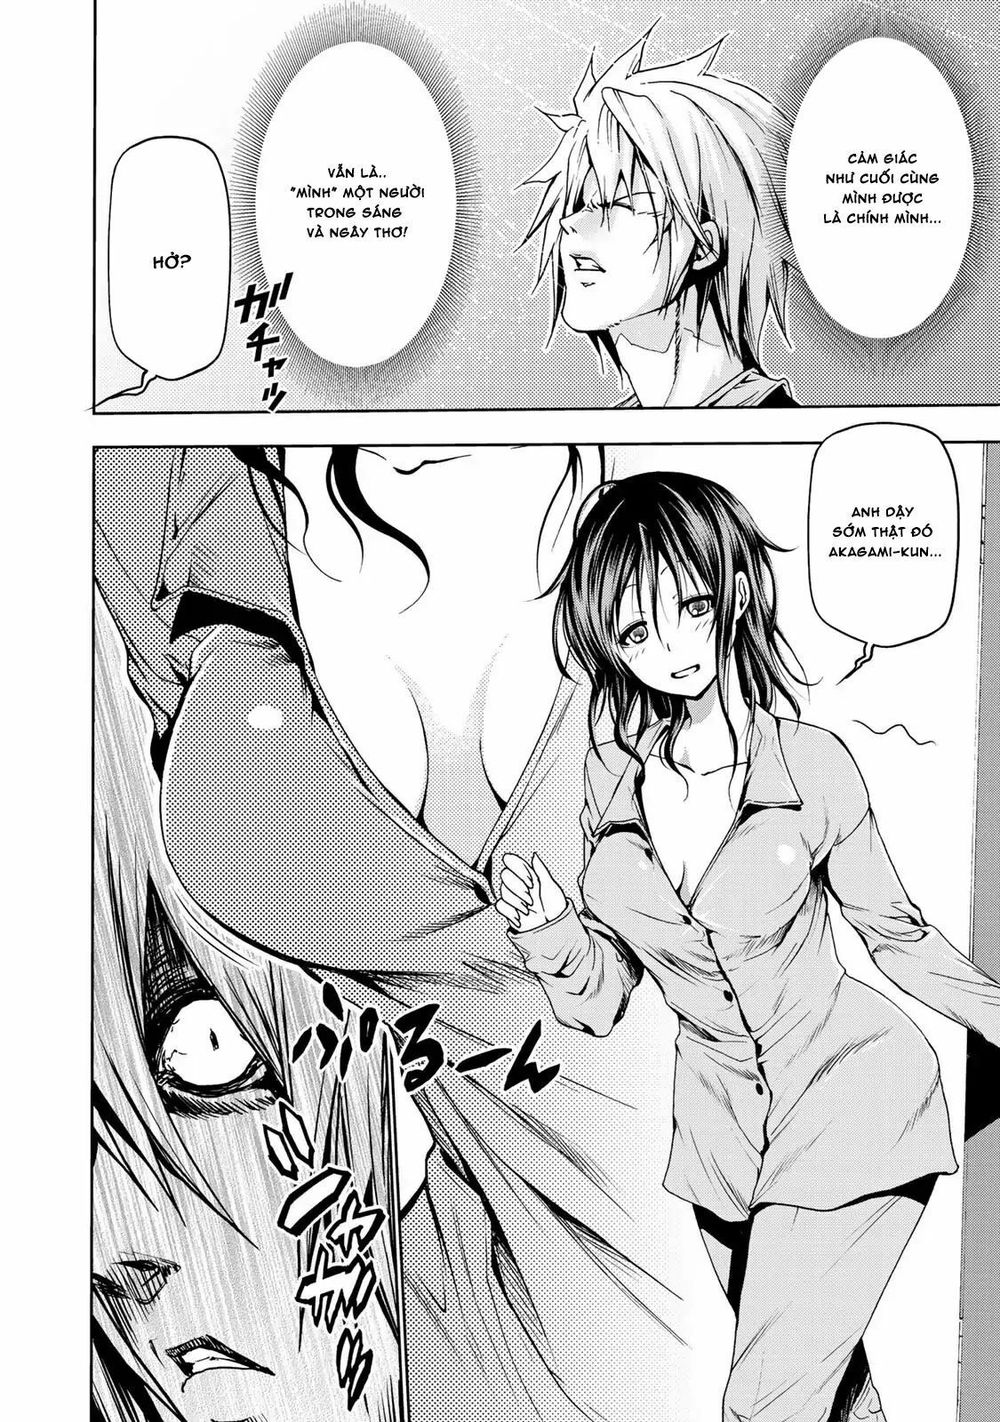 CẢM GIÁC
NHƯ CUỐI CÙNG
MÌNH ĐƯỢC
LÀ CHÍNH MÌNH...
VẪN LÀ..
"MÌNH" MỘT NGƯỜI
TRONG SÁNG
VÀ NGÂY THƠ!
ガチャッ
HỞ?
ANH DẬY
SỚM THẬT ĐÓ
AKAGAMI-KUN...
ぶるーん